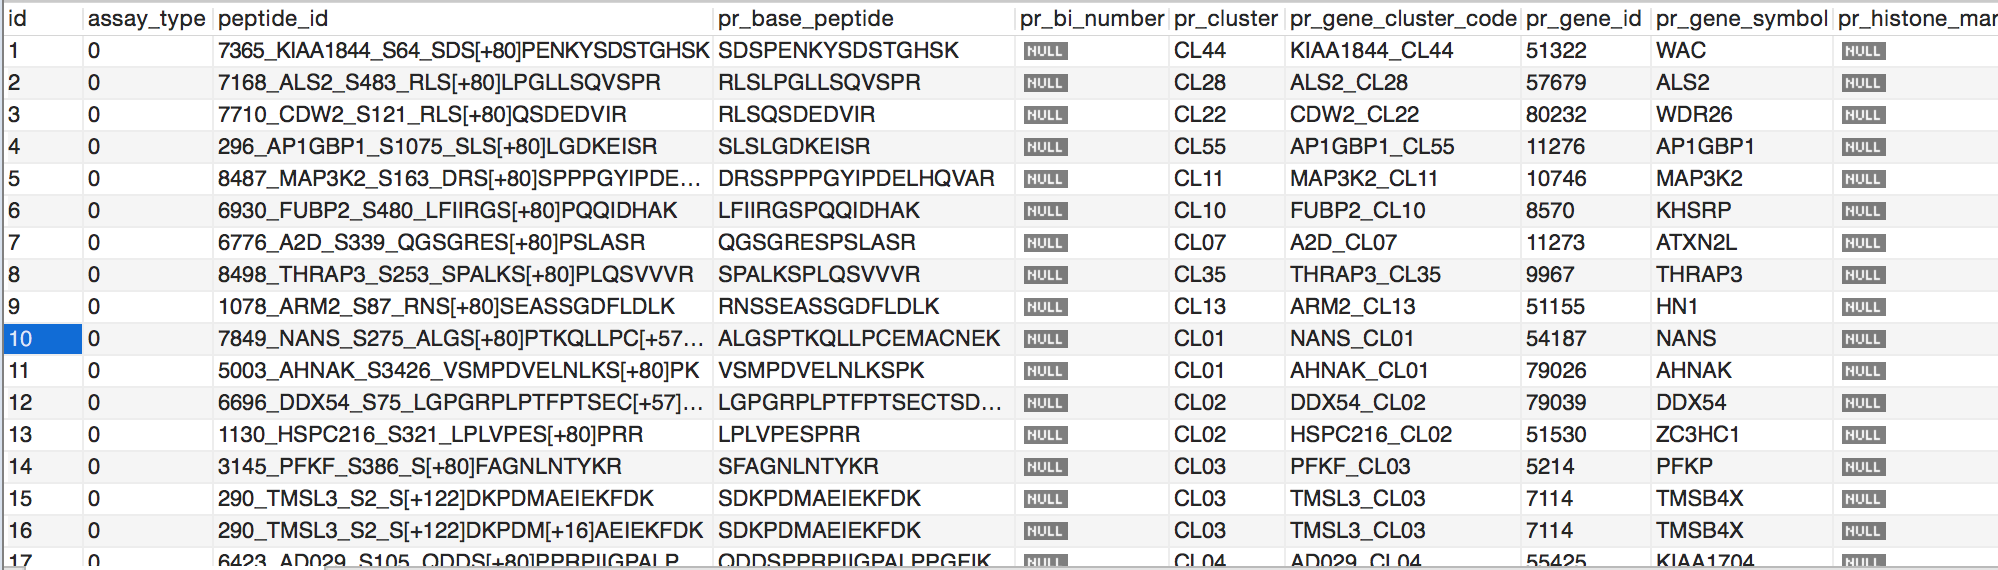 id assay_type peptide_id pr_base_peptide pr_bi_number pr_cluster pr_gene_cluster_code pr_gene_id pr_gene_symbol pr_histone_mar
1 0 7365_KIAA1844_S64_SDS[+80]PENKYSDSTGHSK SDSPENKYSDSTGHSK NULL CL44 KIAA1844_CL44 51322 WAC NULL
2 0 7168_ALS2_S483_RLS[+80]LPGLLSQVSPR RLSLPGLLSQVSPR NULL CL28 ALS2_CL28 57679 ALS2 NULL
3 0 7710_CDW2_S121_RLS[+80]QSDEDVIR RLSQSDEDVIR NULL CL22 CDW2_CL22 80232 WDR26 NULL
4 0 296_AP1GBP1_S1075_SLS[+80]LGDKEISR SLSLGDKEISR NULL CL55 AP1GBP1_CL55 11276 AP1GBP1 NULL
5 0 8487_MAP3K2_S163_DRS[+80]SPPPGYIPDE... DRSSPPPGYIPDELHQVAR NULL CL11 MAP3K2_CL11 10746 MAP3K2 NULL
6 0 6930_FUBP2_S480_LFIIRGS[+80]PQQIDHAK LFIIRGSPQQIDHAK NULL CL10 FUBP2_CL10 8570 KHSRP NULL
7 0 6776_A2D_S339_QGSGRES[+80]PSLASR QGSGRESPSLASR NULL CL07 A2D_CL07 11273 ATXN2L NULL
8 0 8498_THRAP3_S253_SPALKS[+80]PLQSVVVR SPALKSPLQSVVVR NULL CL35 THRAP3_CL35 9967 THRAP3 NULL
9 0 1078_ARM2_S87_RNS[+80]SEASSGDFLDLK RNSSEASSGDFLDLK NULL CL13 ARM2_CL13 51155 HN1 NULL
10 0 7849_NANS_S275_ALGS[+80]PTKQLLPC[+57... ALGSPTKQLLPCEMACNEK NULL CL01 NANS_CL01 54187 NANS NULL
11 0 5003_AHNAK_S3426_VSMPDVELNLKS[+80]PK VSMPDVELNLKSPK NULL CL01 AHNAK_CL01 79026 AHNAK NULL
12 0 6696_DDX54_S75_LGPGRPLPTFPTSEC[+57]... LGPGRPLPTFPTSECTSD... NULL CL02 DDX54_CL02 79039 DDX54 NULL
13 0 1130_HSPC216_S321_LPLVPES[+80]PRR LPLVPESPRR NULL CL02 HSPC216_CL02 51530 ZC3HC1 NULL
14 0 3145_PFKF_S386_S[+80]FAGNLNTYKR SFAGNLNTYKR NULL CL03 PFKF_CL03 5214 PFKP NULL
15 0 290_TMSL3_S2_S[+122]DKPDMAEIEKFDK SDKPDMAEIEKFDK NULL CL03 TMSL3_CL03 7114 TMSB4X NULL
16 0 290_TMSL3_S2_S[+122]DKPDM[+16]AEIEKFDK SDKPDMAEIEKFDK NULL CL03 TMSL3_CL03 7114 TMSB4X NULL
17 0 6423_AD029_S105_QDDS[+80]PPRPIIGPALP QDDSPPRPIIGPALPPGFIK NULL CL04 AD029_CL04 55425 KIAA1704 NULL